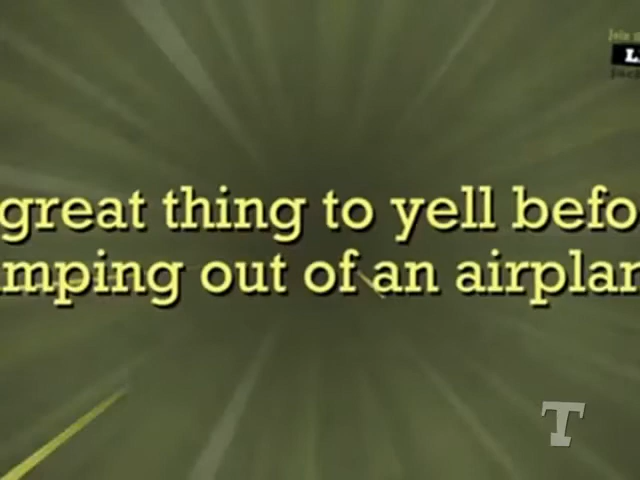 great thing to yell befo
mping out of an airplan
T